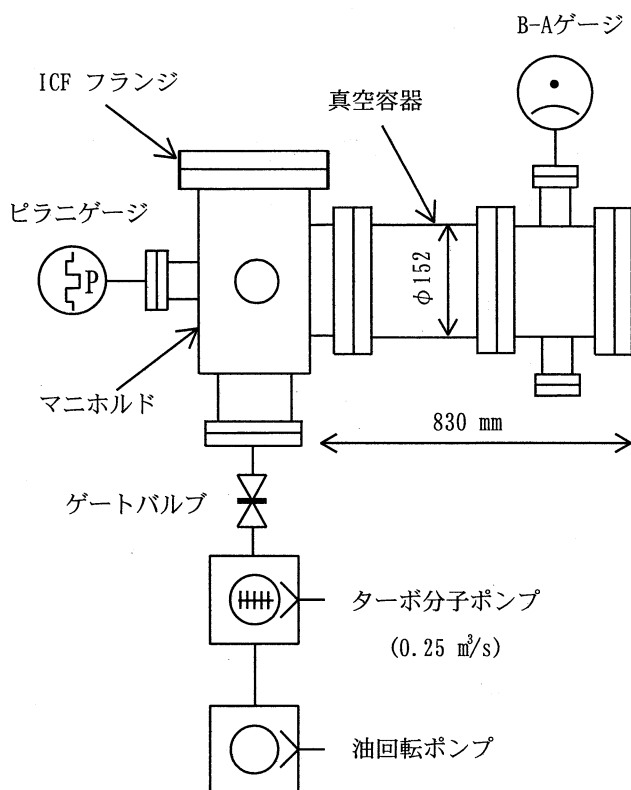 B-Aゲージ
ICF フランジ
真空容器
ピラニゲージ
P
φ152
マニホルド
830 mm
ゲートバルブ
ターボ分子ポンプ
(0.25 m³/s)
油回転ポンプ